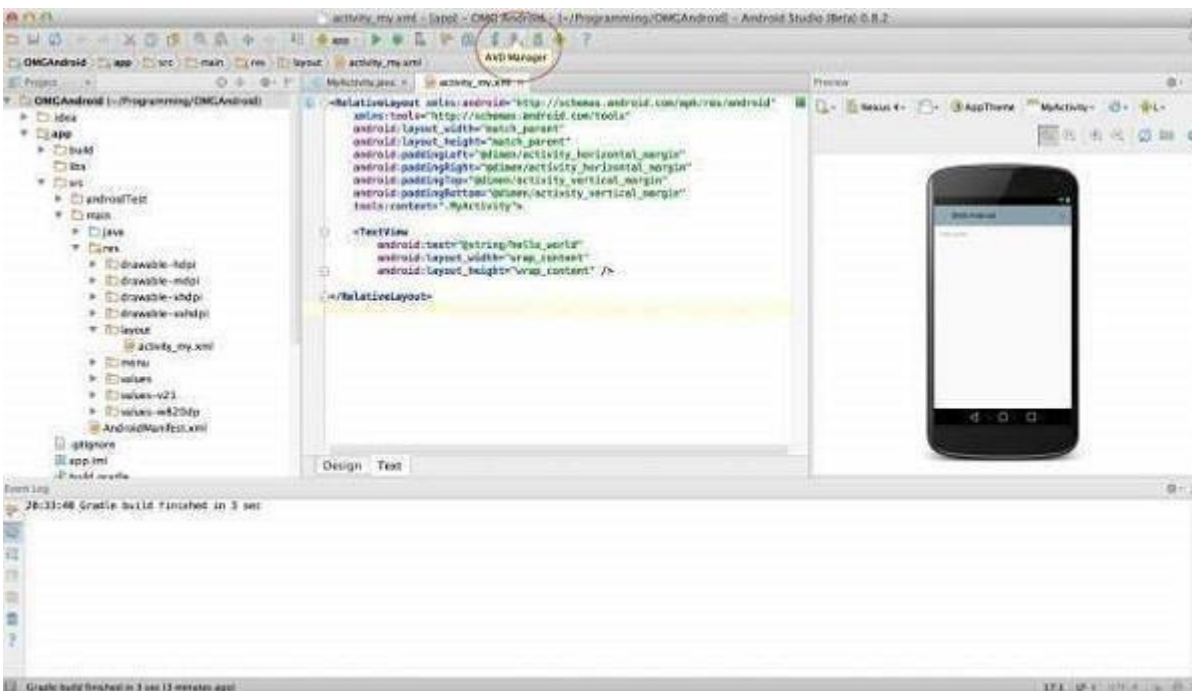 activity_my.xml - [app] - OMGAndroid - [~/Programming/OMGAndroid] - Android Studio (Beta) 0.8.2
app
AVD Manager
OMGAndroid app src main res layout activity_my.xml
Project
MyActivity.java activity_my.xml
Preview
OMGAndroid (~/Programming/OMGAndroid)
.idea
app
build
libs
src
androidTest
main
java
res
drawable-hdpi
drawable-mdpi
drawable-xhdpi
drawable-xxhdpi
layout
activity_my.xml
menu
values
values-v21
values-w820dp
AndroidManifest.xml
.gitignore
app.iml
build.gradle
<RelativeLayout xmlns:android="http://schemas.android.com/apk/res/android"
xmlns:tools="http://schemas.android.com/tools"
android:layout_width="match_parent"
android:layout_height="match_parent"
android:paddingLeft="@dimen/activity_horizontal_margin"
android:paddingRight="@dimen/activity_horizontal_margin"
android:paddingTop="@dimen/activity_vertical_margin"
android:paddingBottom="@dimen/activity_vertical_margin"
tools:context=".MyActivity">
<TextView
android:text="@string/hello_world"
android:layout_width="wrap_content"
android:layout_height="wrap_content" />
</RelativeLayout>
Design Text
Nexus 4 AppTheme MyActivity L
Event Log
20:33:40 Gradle build finished in 3 sec
Gradle build finished in 3 sec (3 minutes ago)
17:1